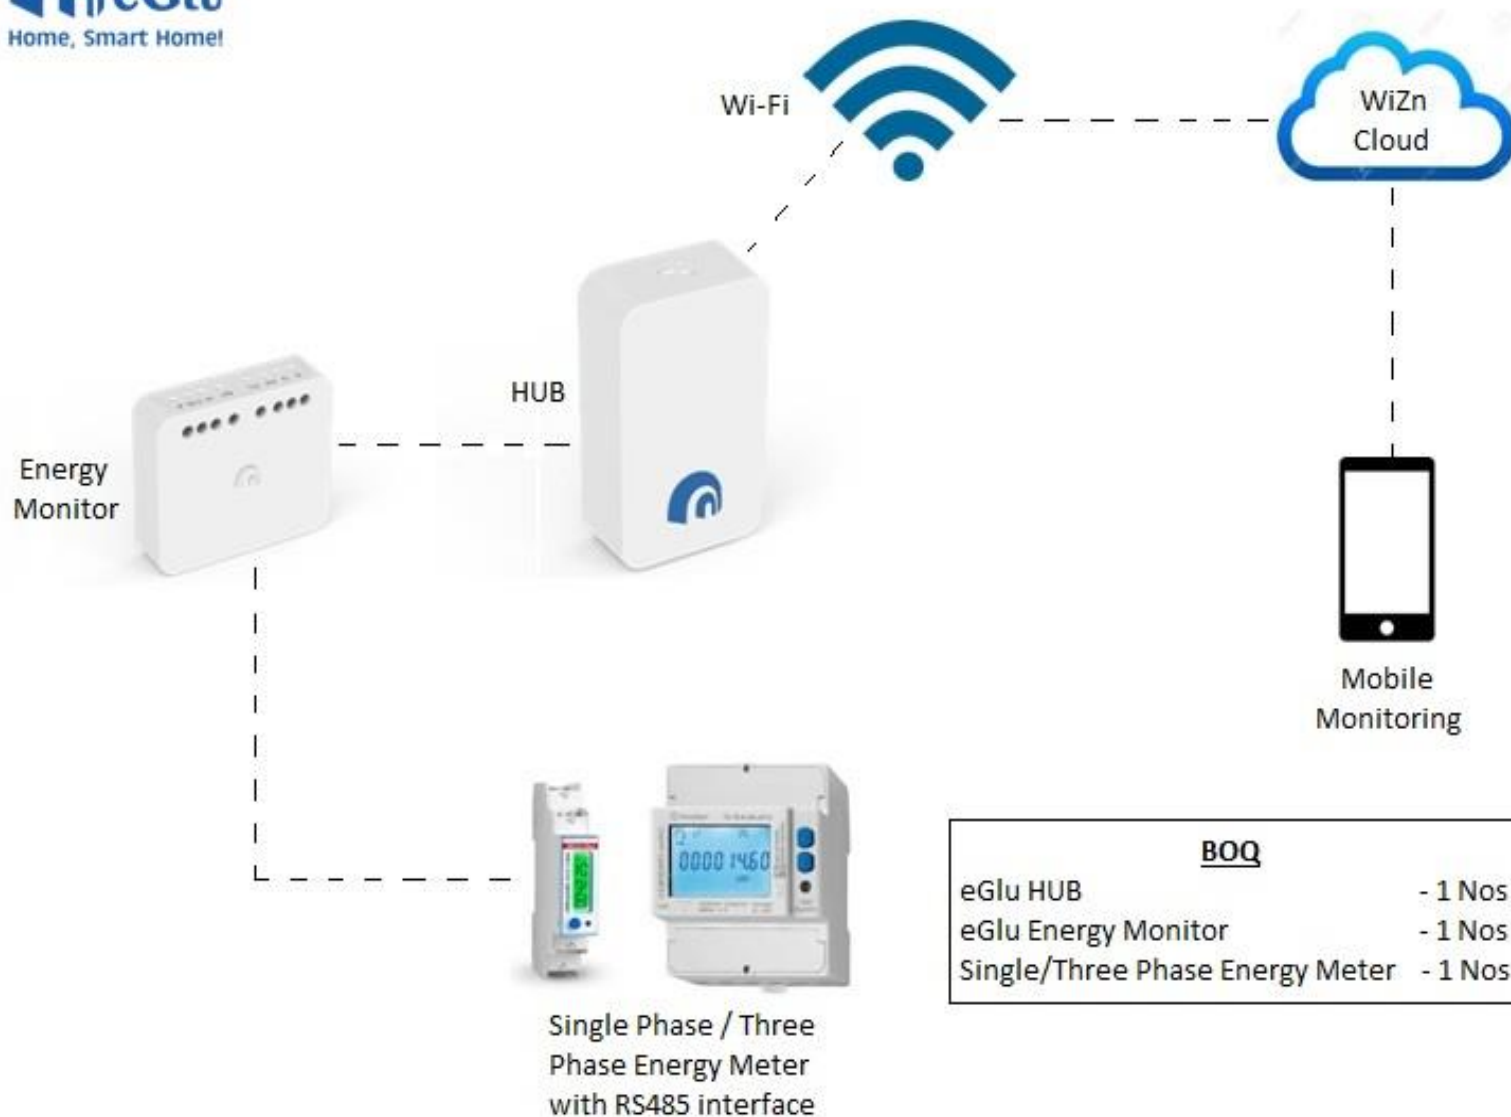 eGlu
Home, Smart Home!
Wi-Fi
WiZn
Cloud
HUB
Energy
Monitor
Mobile
Monitoring
00001460
BOQ
eGlu HUB - 1 Nos
eGlu Energy Monitor - 1 Nos
Single/Three Phase Energy Meter - 1 Nos
Single Phase / Three
Phase Energy Meter
with RS485 interface